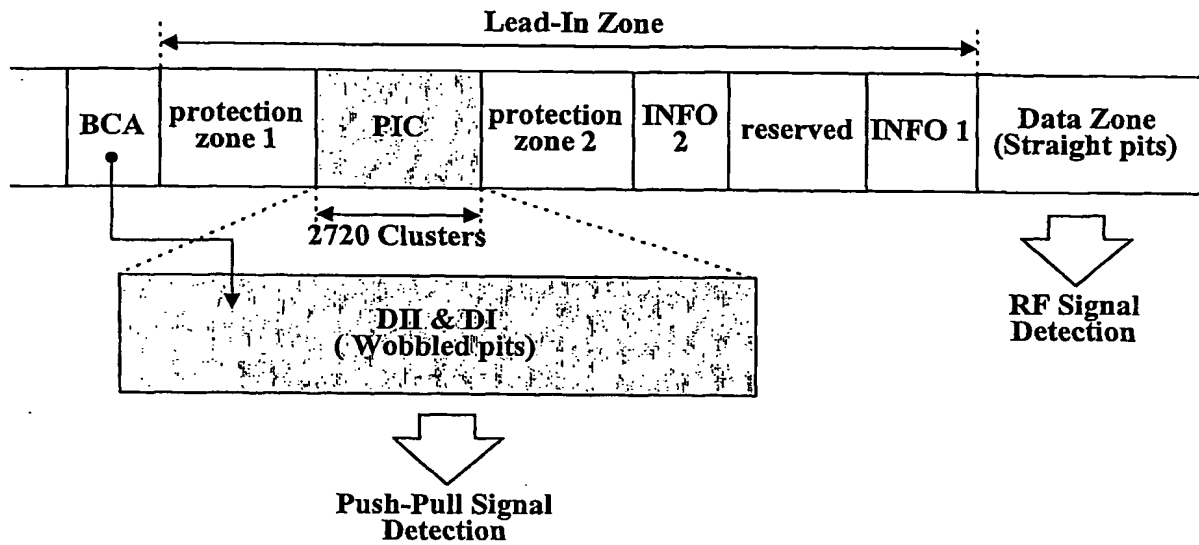 Lead-In Zone
BCA
protection
zone 1
PIC
protection
zone 2
INFO
2
reserved
INFO 1
Data Zone
(Straight pits)
2720 Clusters
DII & DI
( Wobbled pits)
RF Signal
Detection
Push-Pull Signal
Detection